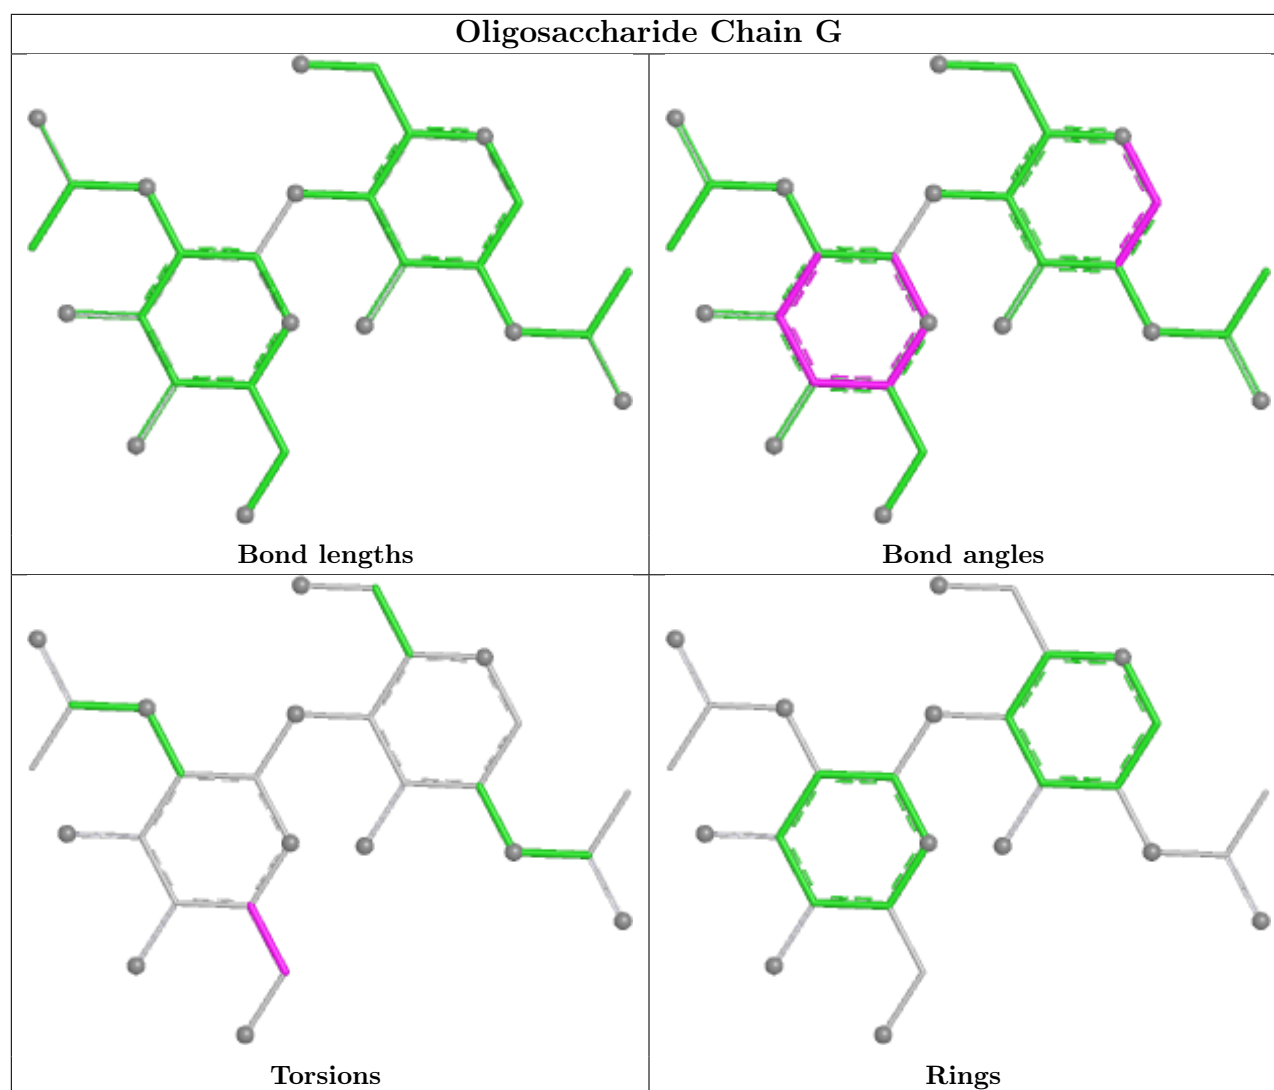 Oligosaccharide Chain G
Bond lengths
Bond angles
Torsions
Rings